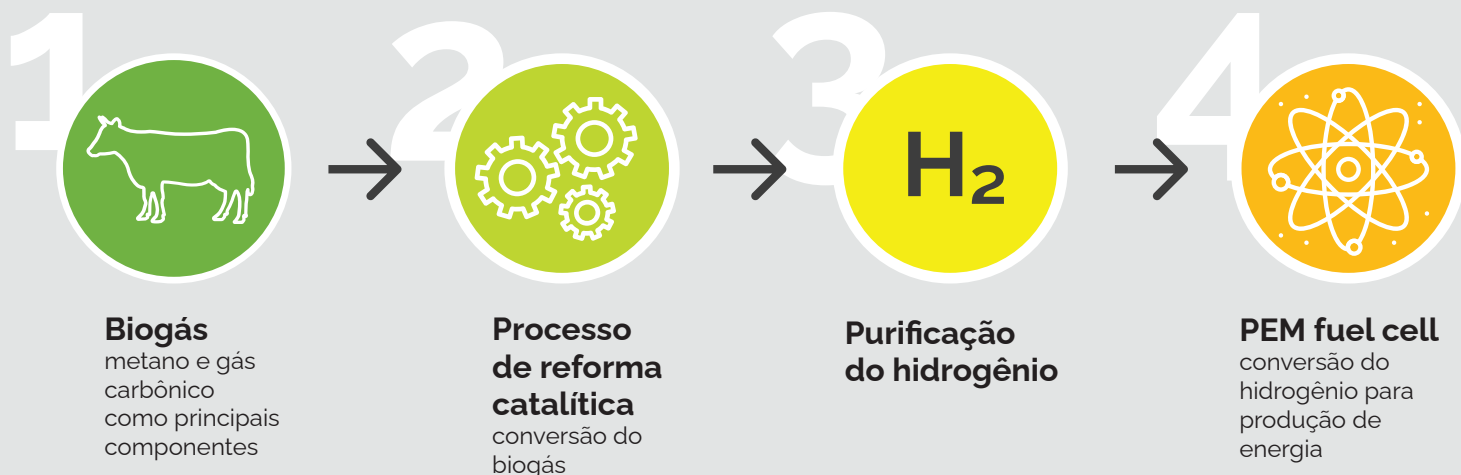 1
Biogás
metano e gás
carbônico
como principais
componentes
2
Processo
de reforma
catalítica
conversão do
biogás
3
H₂
Purificação
do hidrogênio
4
PEM fuel cell
conversão do
hidrogênio para
produção de
energia